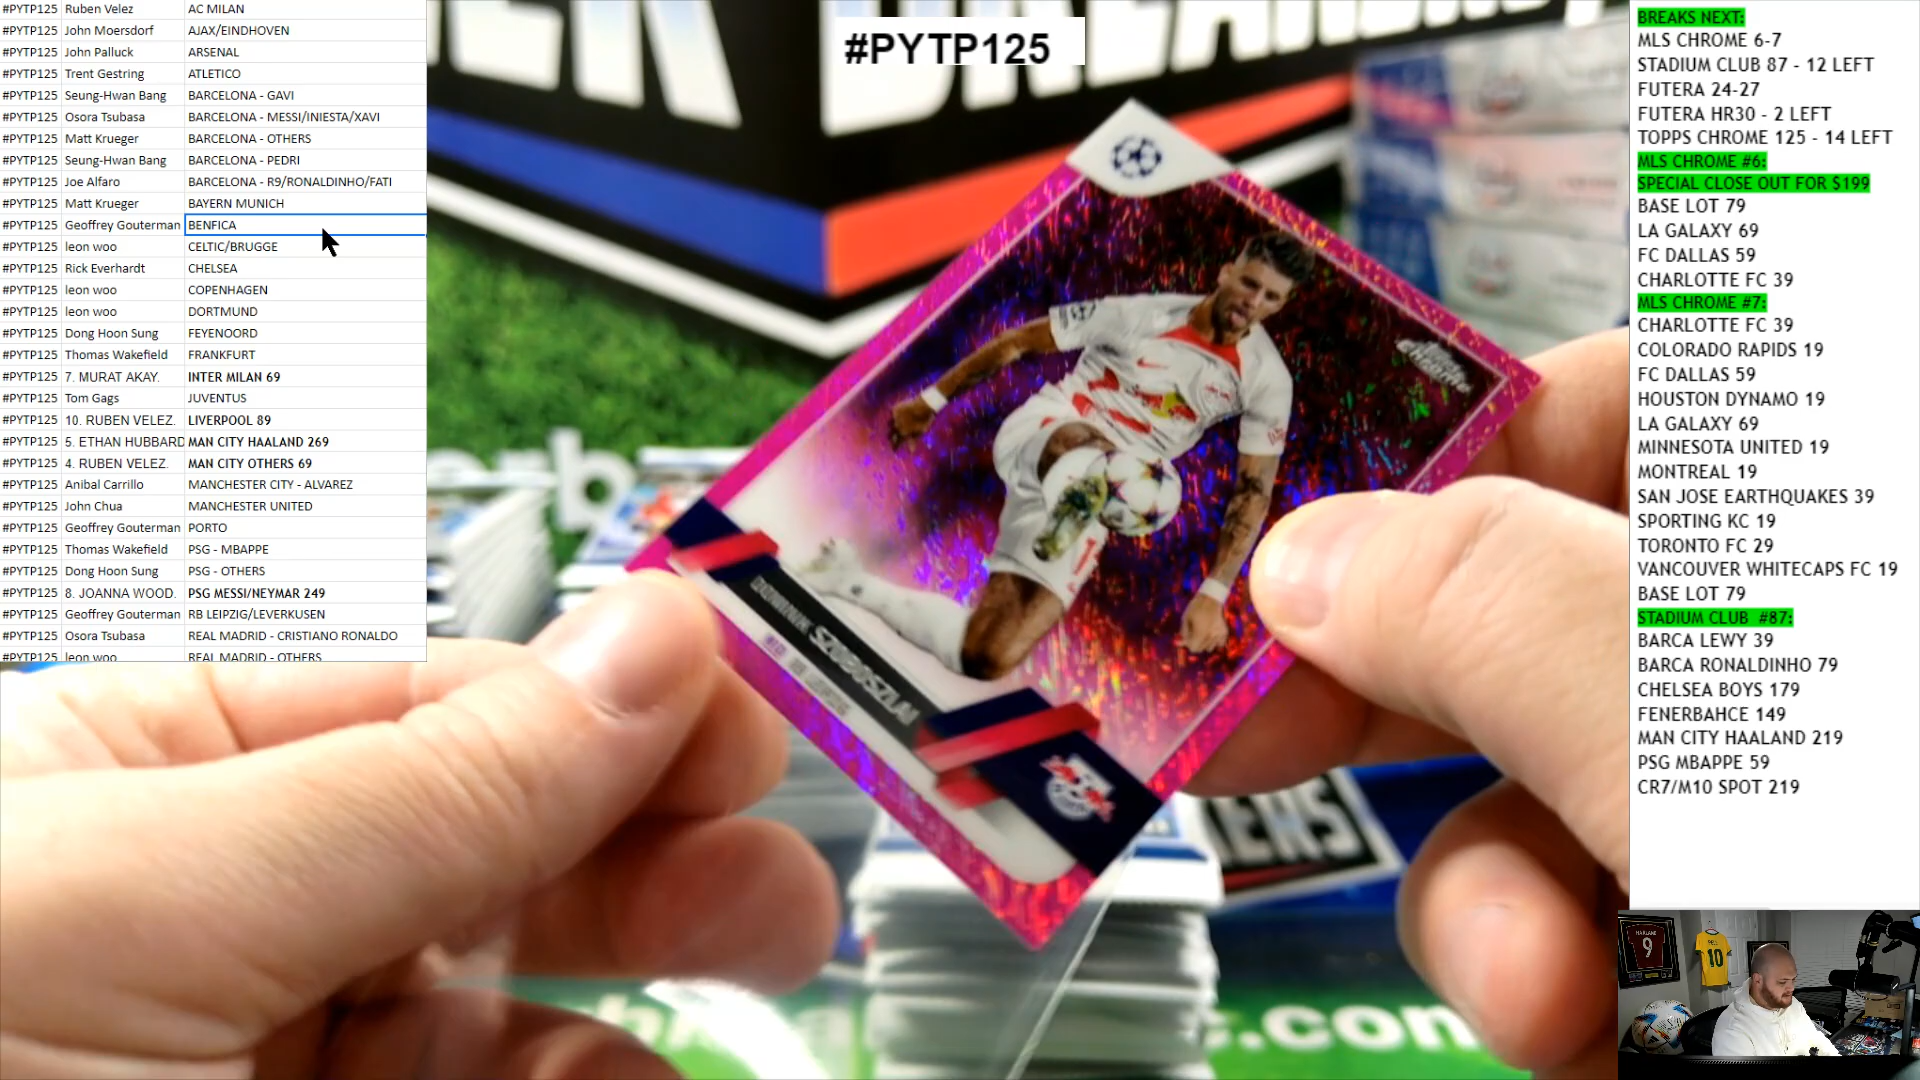 #PYTP125 Ruben Velez AC MILAN
#PYTP125 John Moersdorf AJAX/EINDHOVEN
#PYTP125 John Palluck ARSENAL
#PYTP125 Trent Gestring ATLETICO
#PYTP125 Seung-Hwan Bang BARCELONA - GAVI
#PYTP125 Osora Tsubasa BARCELONA - MESSI/INIESTA/XAVI
#PYTP125 Matt Krueger BARCELONA - OTHERS
#PYTP125 Seung-Hwan Bang BARCELONA - PEDRI
#PYTP125 Joe Alfaro BARCELONA - R9/RONALDINHO/FATI
#PYTP125 Matt Krueger BAYERN MUNICH
#PYTP125 Geoffrey Gouterman BENFICA
#PYTP125 leon woo CELTIC/BRUGGE
#PYTP125 Rick Everhardt CHELSEA
#PYTP125 leon woo COPENHAGEN
#PYTP125 leon woo DORTMUND
#PYTP125 Dong Hoon Sung FEYENOORD
#PYTP125 Thomas Wakefield FRANKFURT
#PYTP125 7. MURAT AKAY. INTER MILAN 69
#PYTP125 Tom Gags JUVENTUS
#PYTP125 10. RUBEN VELEZ. LIVERPOOL 89
#PYTP125 5. ETHAN HUBBARD MAN CITY HAALAND 269
#PYTP125 4. RUBEN VELEZ. MAN CITY OTHERS 69
#PYTP125 Anibal Carrillo MANCHESTER CITY - ALVAREZ
#PYTP125 John Chua MANCHESTER UNITED
#PYTP125 Geoffrey Gouterman PORTO
#PYTP125 Thomas Wakefield PSG - MBAPPE
#PYTP125 Dong Hoon Sung PSG - OTHERS
#PYTP125 8. JOANNA WOOD. PSG MESSI/NEYMAR 249
#PYTP125 Geoffrey Gouterman RB LEIPZIG/LEVERKUSEN
#PYTP125 Osora Tsubasa REAL MADRID - CRISTIANO RONALDO
#PYTP125 leon woo REAL MADRID - OTHERS
#PYTP125
DOMINIK SZOBOSZLAI
RB LEIPZIG
.com
BREAKS NEXT:
MLS CHROME 6-7
STADIUM CLUB 87 - 12 LEFT
FUTERA 24-27
FUTERA HR30 - 2 LEFT
TOPPS CHROME 125 - 14 LEFT
MLS CHROME #6:
SPECIAL CLOSE OUT FOR $199
BASE LOT 79
LA GALAXY 69
FC DALLAS 59
CHARLOTTE FC 39
MLS CHROME #7:
CHARLOTTE FC 39
COLORADO RAPIDS 19
FC DALLAS 59
HOUSTON DYNAMO 19
LA GALAXY 69
MINNESOTA UNITED 19
MONTREAL 19
SAN JOSE EARTHQUAKES 39
SPORTING KC 19
TORONTO FC 29
VANCOUVER WHITECAPS FC 19
BASE LOT 79
STADIUM CLUB #87:
BARCA LEWY 39
BARCA RONALDINHO 79
CHELSEA BOYS 179
FENERBAHCE 149
MAN CITY HAALAND 219
PSG MBAPPE 59
CR7/M10 SPOT 219
HAALAND
9
10